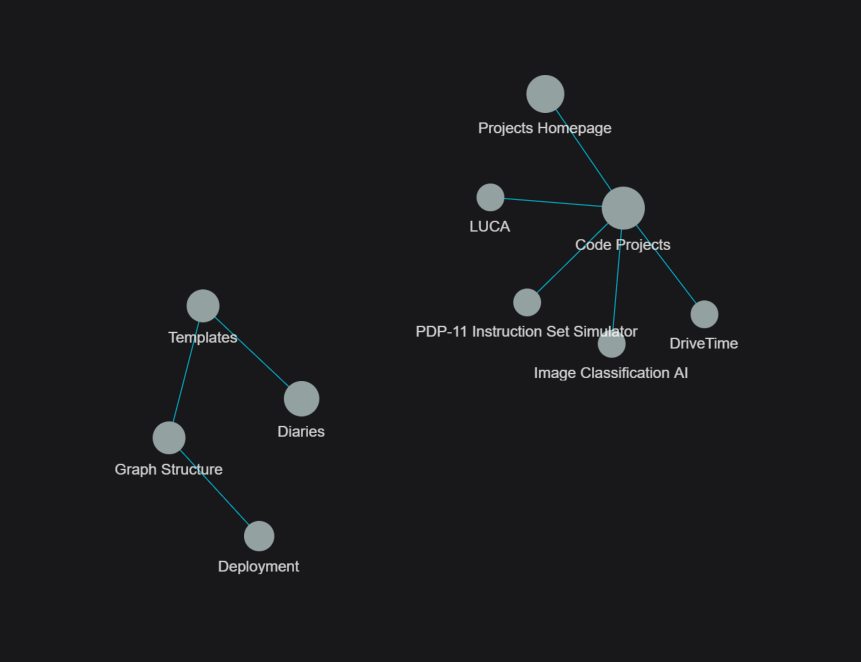 Projects Homepage
LUCA
Code Projects
Templates
PDP-11 Instruction Set Simulator
DriveTime
Image Classification AI
Diaries
Graph Structure
Deployment